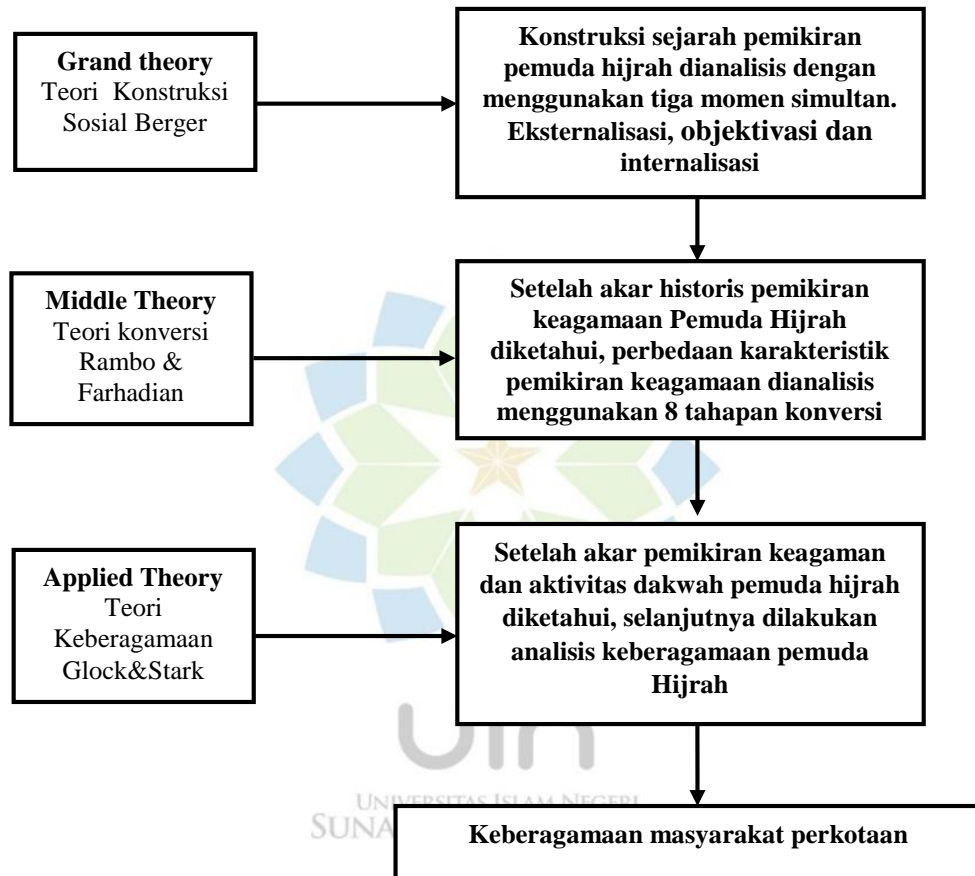 Grand theory
Teori Konstruksi
Sosial Berger
Konstruksi sejarah pemikiran
pemuda hijrah dianalisis dengan
menggunakan tiga momen simultan.
Eksternalisasi, objektivasi dan
internalisasi
Middle Theory
Teori konversi
Rambo &
Farhadian
Setelah akar historis pemikiran
keagamaan Pemuda Hijrah
diketahui, perbedaan karakteristik
pemikiran keagamaan dianalisis
menggunakan 8 tahapan konversi
Applied Theory
Teori
Keberagamaan
Glock&Stark
Setelah akar pemikiran keagaman
dan aktivitas dakwah pemuda hijrah
diketahui, selanjutnya dilakukan
analisis keberagamaan pemuda
Hijrah
uin
UNIVERSITAS ISLAM NEGERI
Keberagamaan masyarakat perkotaan